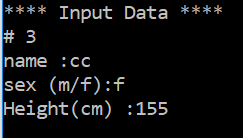 **** Input Data ****
# 3
name :cc
sex (m/f):f
Height(cm) :155